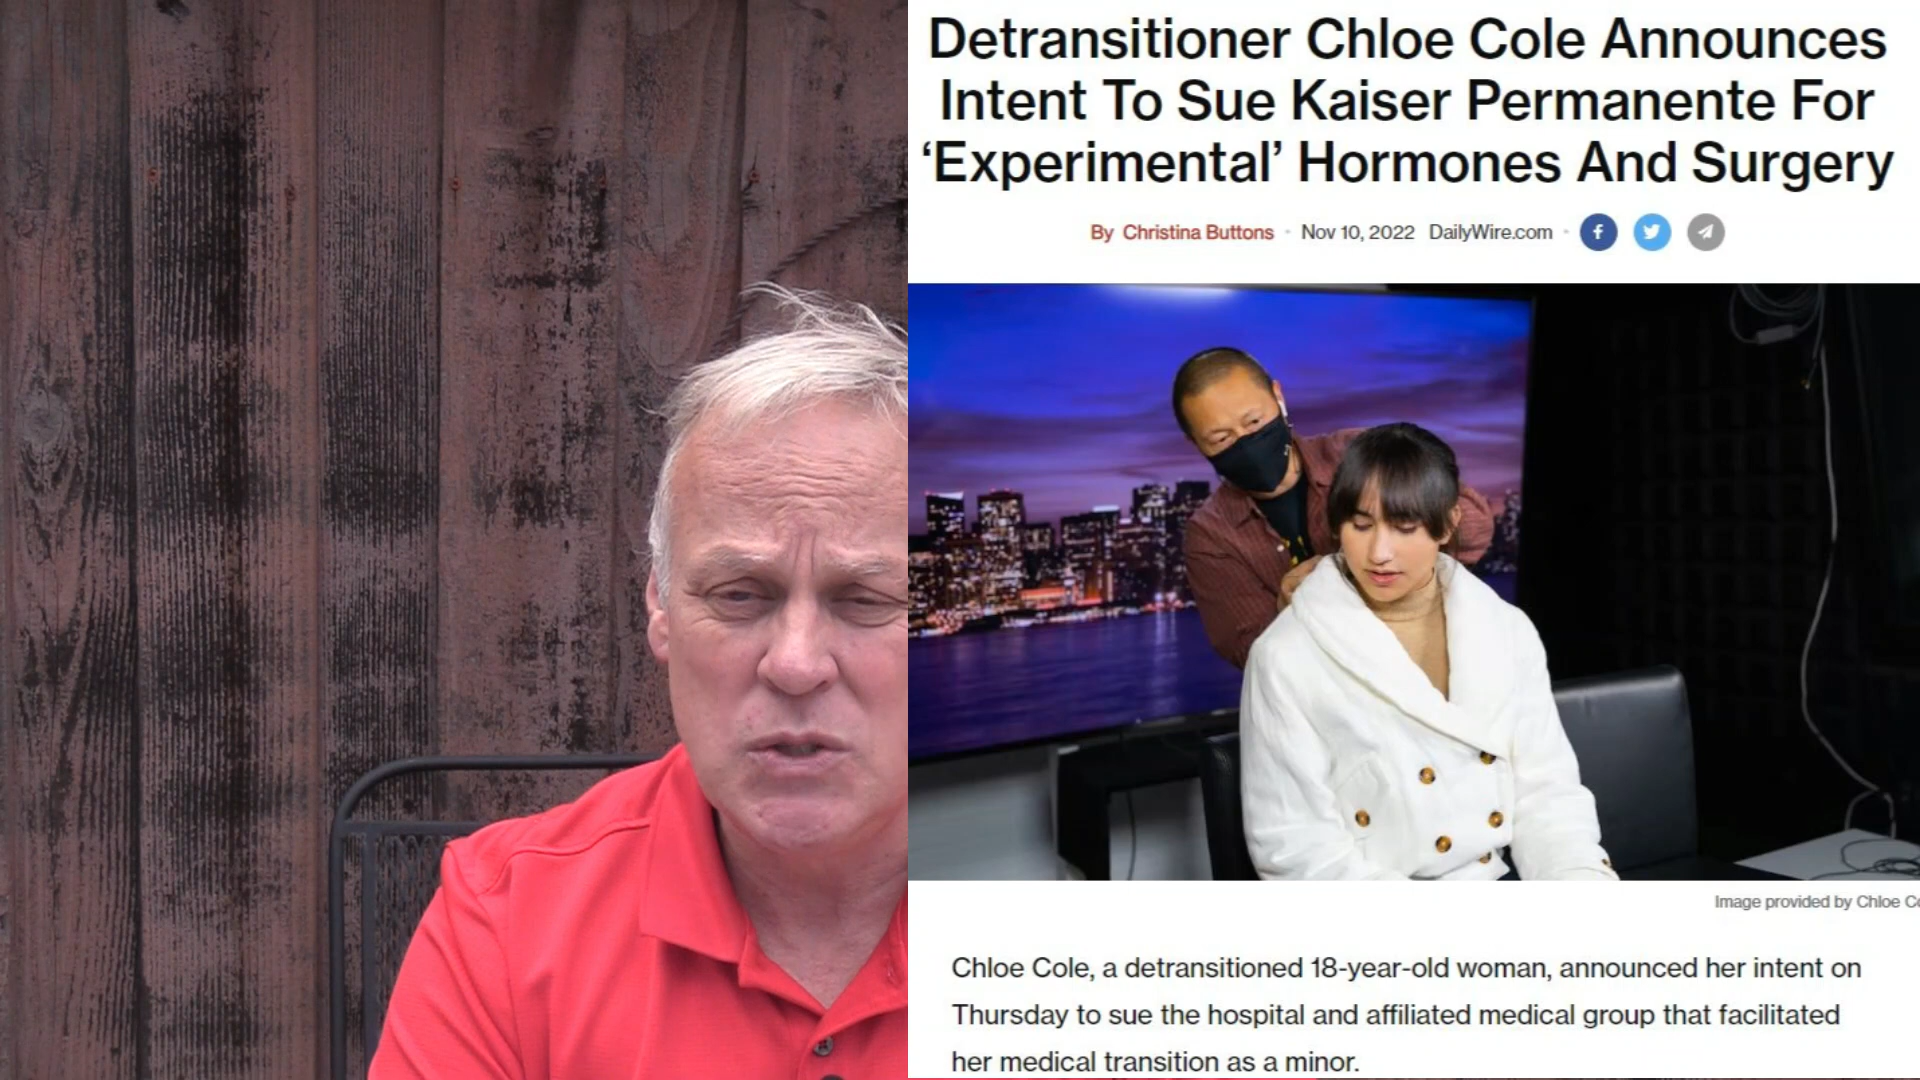 Detransitioner Chloe Cole Announces
Intent To Sue Kaiser Permanente For
‘Experimental’ Hormones And Surgery
By Christina Buttons · Nov 10, 2022 DailyWire.com ·
Image provided by Chloe
Chloe Cole, a detransitioned 18-year-old woman, announced her intent on
Thursday to sue the hospital and affiliated medical group that facilitated
her medical transition as a minor.